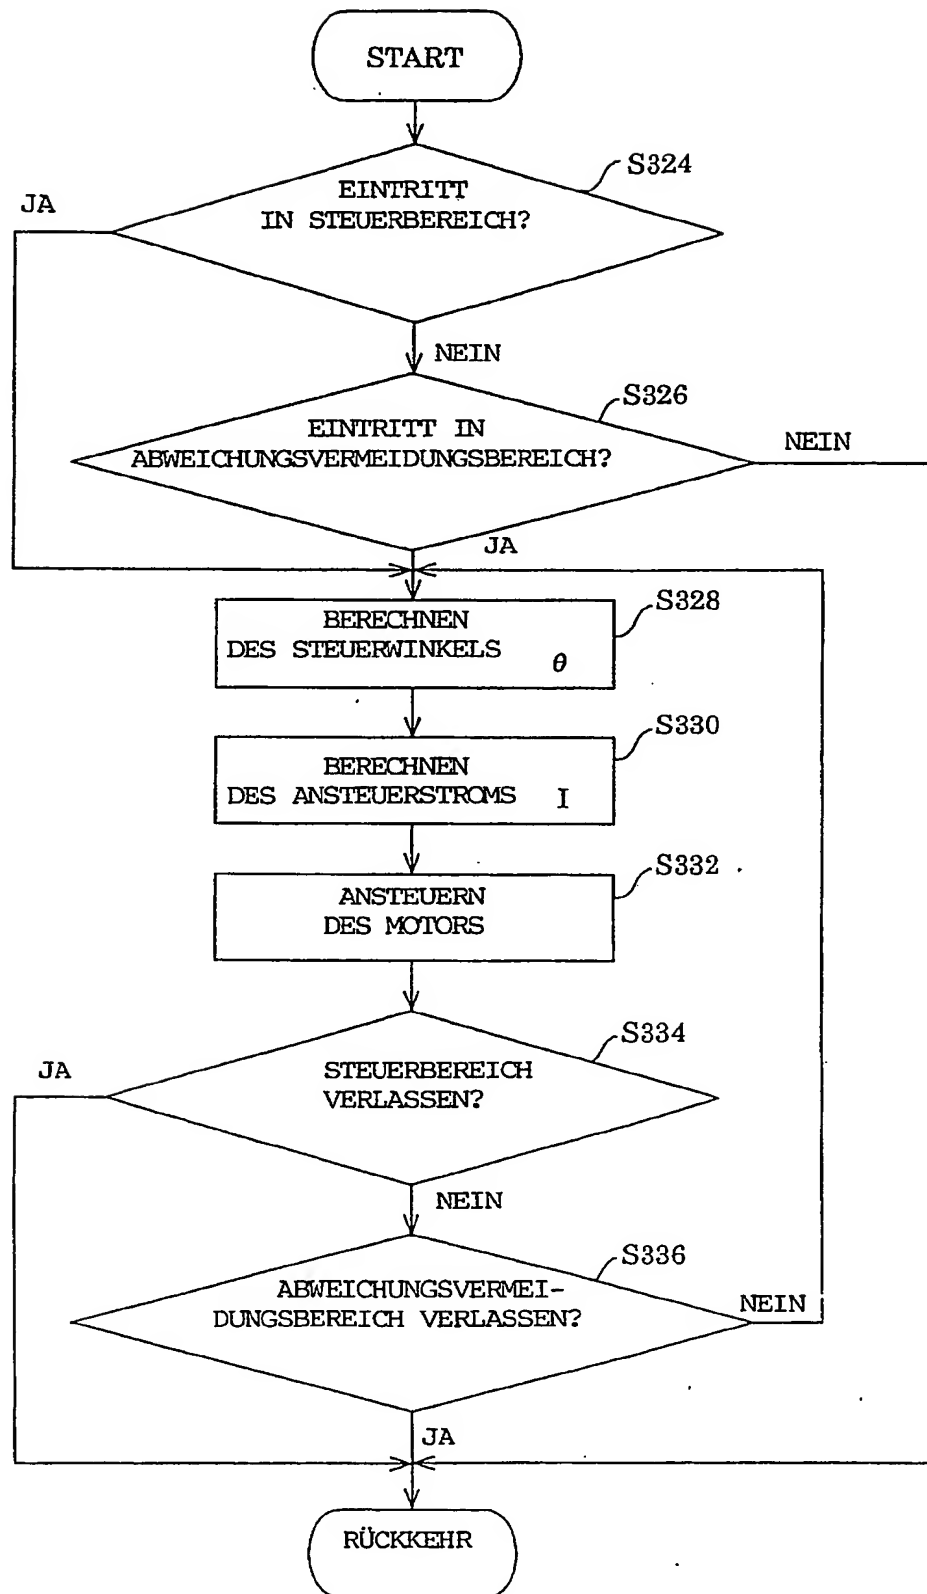 START
S324
EINTRITT
IN STEUERBEREICH?
JA
NEIN
S326
EINTRITT IN
ABWEICHUNGSVERMEIDUNGSBEREICH?
NEIN
JA
S328
BERECHNEN
DES STEUERWINKELS θ
S330
BERECHNEN
DES ANSTEUERSTROMS I
S332
ANSTEUERN
DES MOTORS
S334
STEUERBEREICH
VERLASSEN?
JA
NEIN
S336
ABWEICHUNGSVERMEI-
DUNGSBEREICH VERLASSEN?
NEIN
JA
RÜCKKEHR